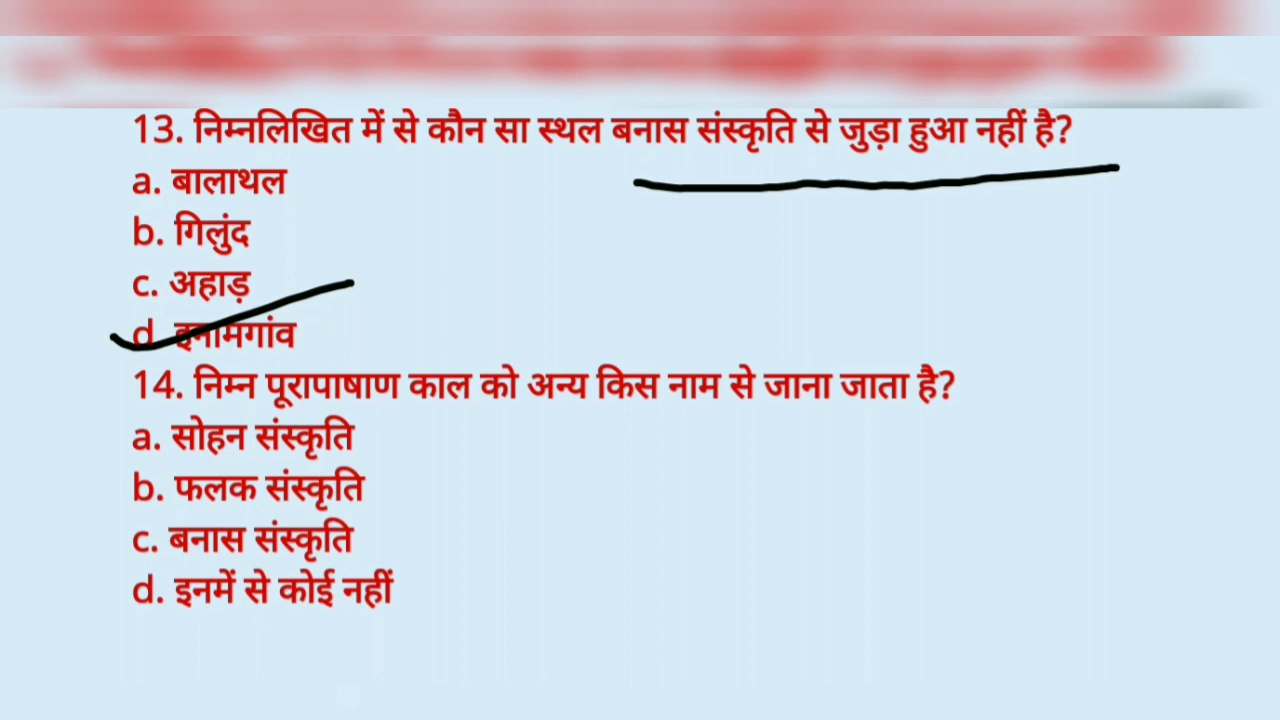 13. निम्नलिखित में से कौन सा स्थल बनास संस्कृति से जुड़ा हुआ नहीं है?
a. बालाथल
b. गिलुंद
c. अहाड़
d. इनामगांव
14. निम्न पूरापाषाण काल को अन्य किस नाम से जाना जाता है?
a. सोहन संस्कृति
b. फलक संस्कृति
c. बनास संस्कृति
d. इनमें से कोई नहीं